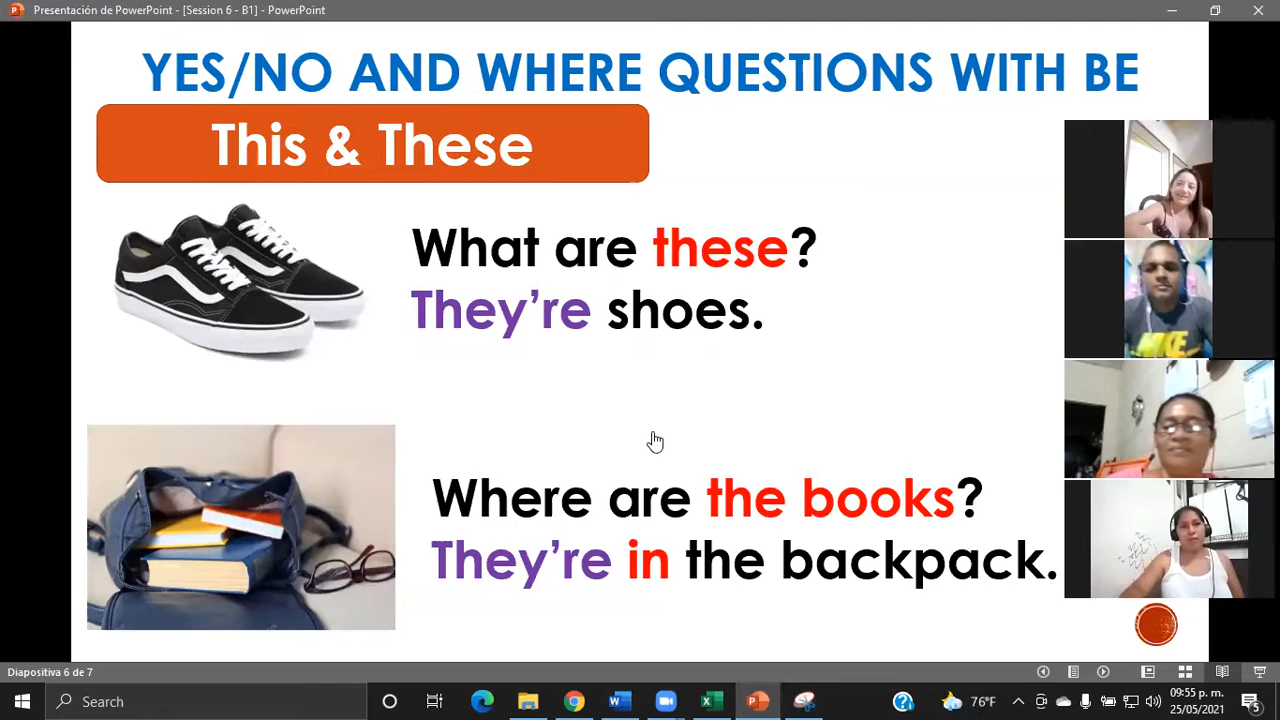 Presentación de PowerPoint - [Session 6 - B1] - PowerPoint
YES/NO AND WHERE QUESTIONS WITH BE
This & These
What are these?
They're shoes.
Where are the books?
They're in the backpack.
NIKE
Diapositiva 6 de 7
Search
76°F
09:55 p. m.
25/05/2021
5